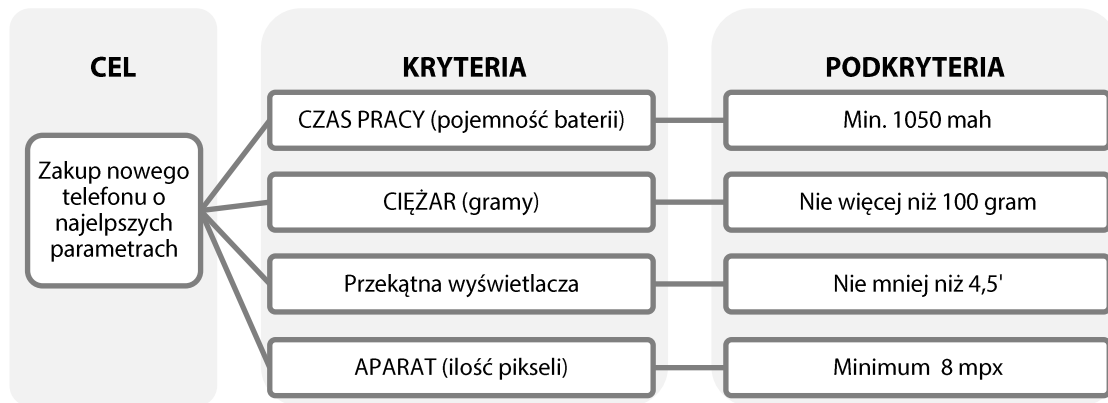 CEL
Zakup nowego
telefonu o
najelpszych
parametrach
KRYTERIA
CZAS PRACY (pojemność baterii)
CIĘŻAR (gramy)
Przekątna wyświetlacza
APARAT (ilość pikseli)
PODKRYTERIA
Min. 1050 mah
Nie więcej niż 100 gram
Nie mniej niż 4,5'
Minimum 8 mpx